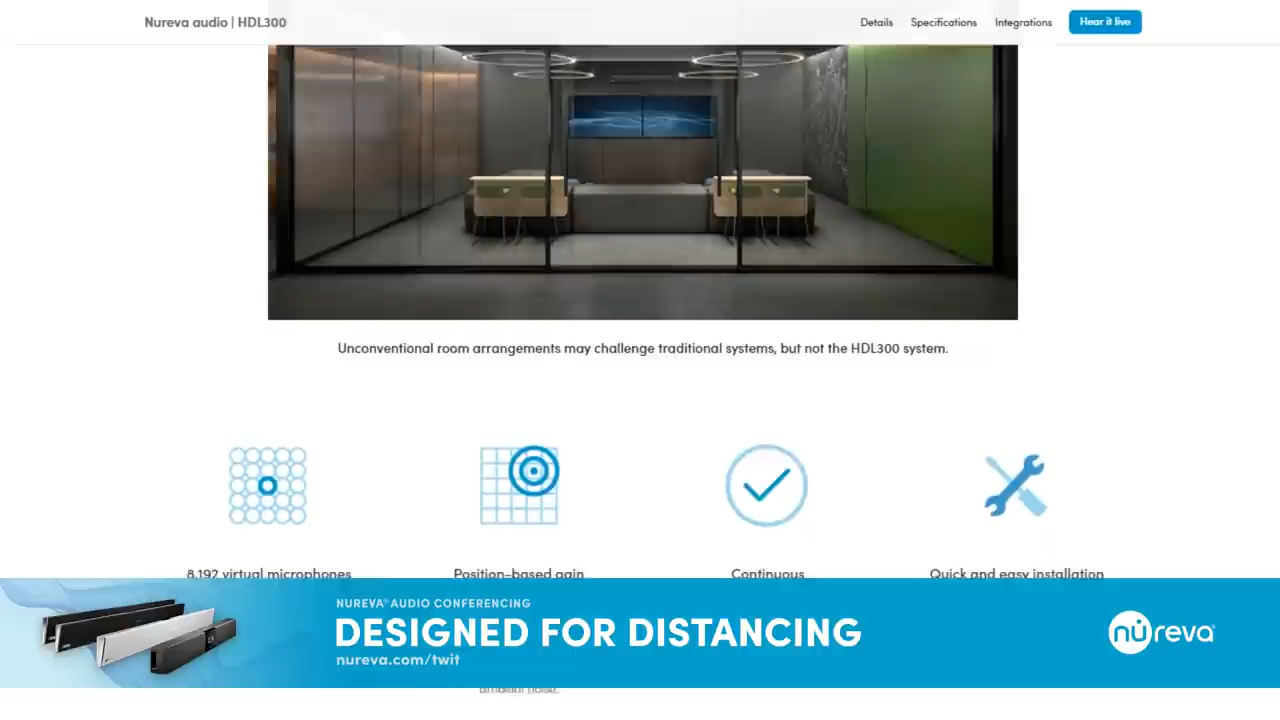 Nureva audio | HDL300
Details
Specifications
Integrations
Hear it live
Unconventional room arrangements may challenge traditional systems, but not the HDL300 system.
8,192 virtual microphones
Position-based gain
Continuous
Quick and easy installation
NUREVA® AUDIO CONFERENCING
DESIGNED FOR DISTANCING
nureva.com/twit
nureva®
ambient noise.